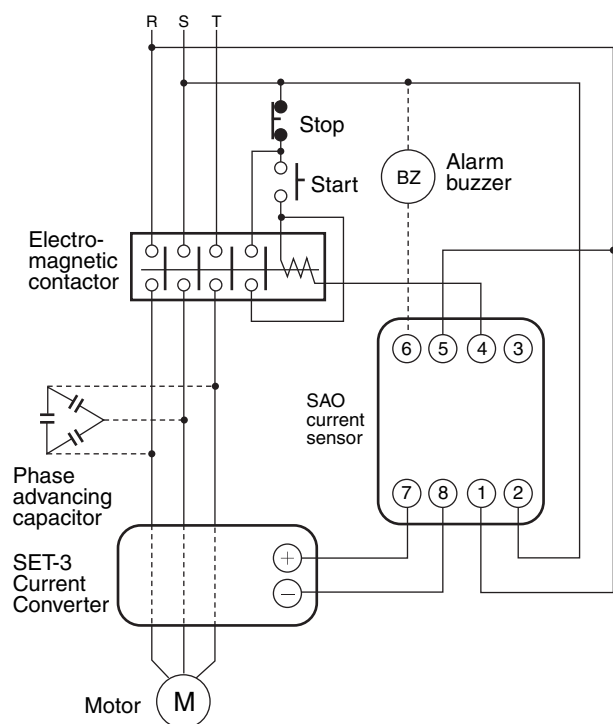 R S T
Stop
Start
BZ
Alarm
buzzer
Electro-
magnetic
contactor
6 5 4 3
SAO
current
sensor
7 8 1 2
Phase
advancing
capacitor
SET-3
Current
Converter
+
−
Motor
M